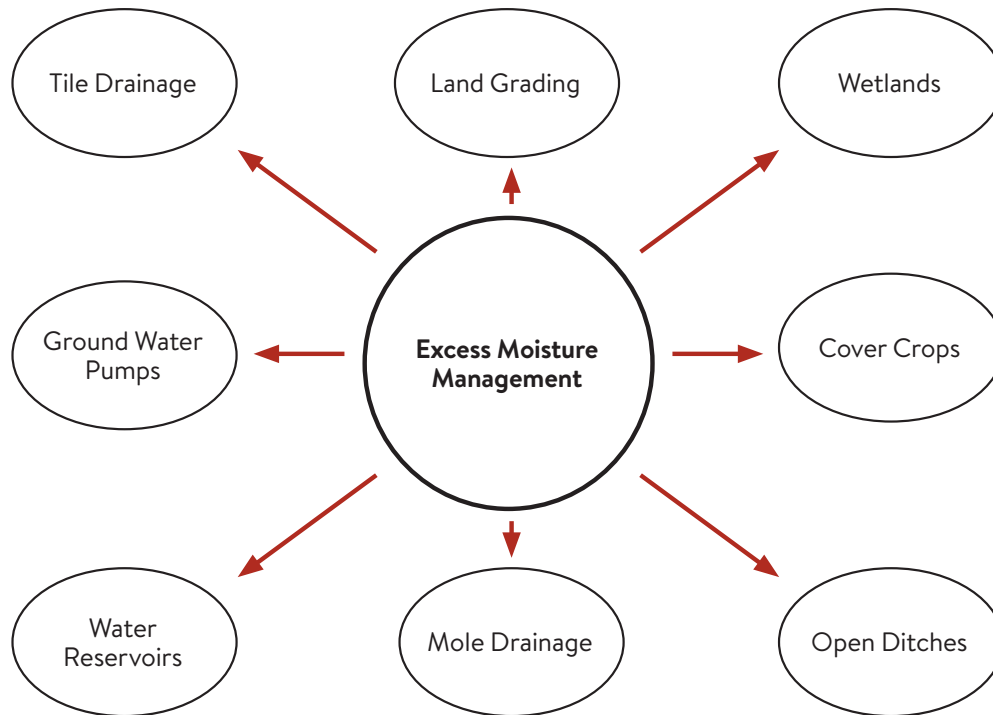 Tile Drainage
Land Grading
Wetlands
Ground Water
Pumps
Excess Moisture
Management
Cover Crops
Water
Reservoirs
Mole Drainage
Open Ditches